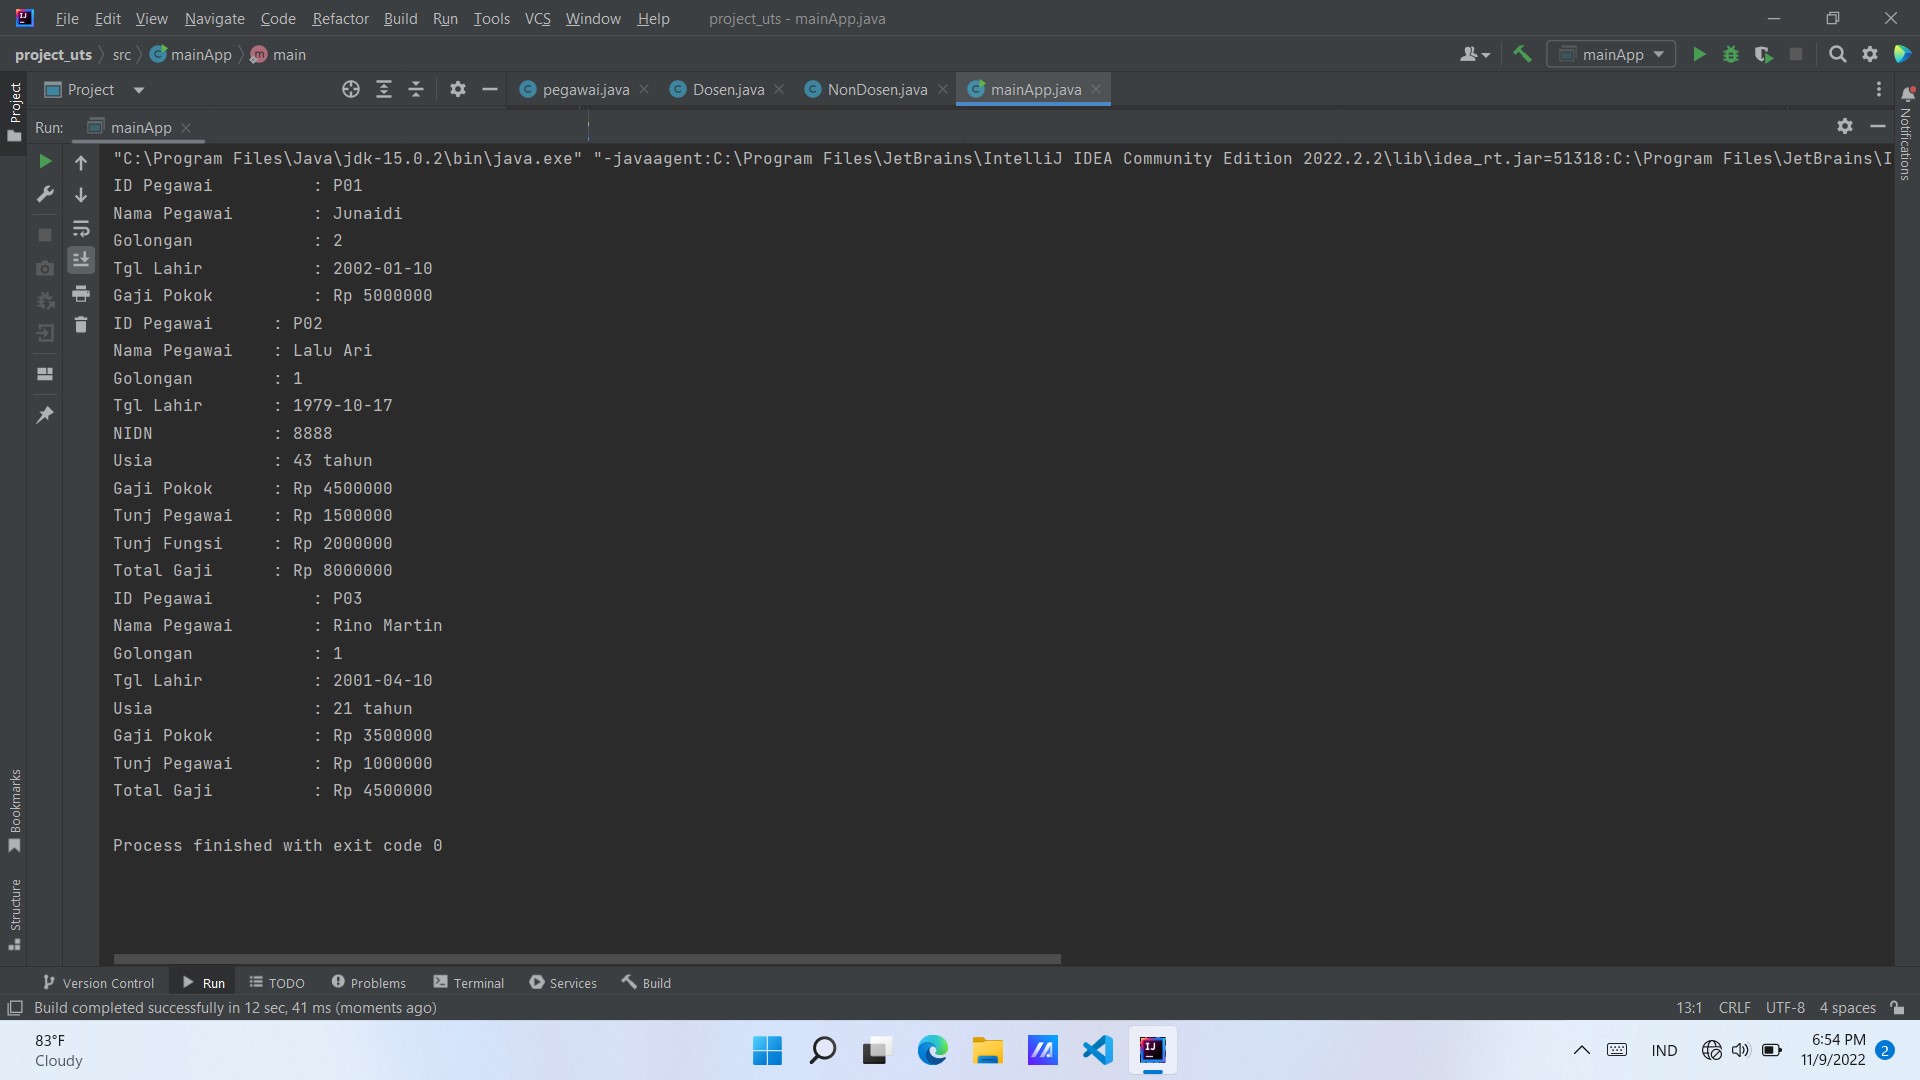 File Edit View Navigate Code Refactor Build Run Tools VCS Window Help project_uts - mainApp.java
project_uts src mainApp m main mainApp
Project Project C pegawai.java C Dosen.java C NonDosen.java C mainApp.java
Notifications
Run: mainApp
"C:\Program Files\Java\jdk-15.0.2\bin\java.exe" "-javaagent:C:\Program Files\JetBrains\IntelliJ IDEA Community Edition 2022.2.2\lib\idea_rt.jar=51318:C:\Program Files\JetBrains\I
ID Pegawai : P01
Nama Pegawai : Junaidi
Golongan : 2
Tgl Lahir : 2002-01-10
Gaji Pokok : Rp 5000000
ID Pegawai : P02
Nama Pegawai : Lalu Ari
Golongan : 1
Tgl Lahir : 1979-10-17
NIDN : 8888
Usia : 43 tahun
Gaji Pokok : Rp 4500000
Tunj Pegawai : Rp 1500000
Tunj Fungsi : Rp 2000000
Total Gaji : Rp 8000000
ID Pegawai : P03
Nama Pegawai : Rino Martin
Golongan : 1
Tgl Lahir : 2001-04-10
Usia : 21 tahun
Gaji Pokok : Rp 3500000
Tunj Pegawai : Rp 1000000
Total Gaji : Rp 4500000
Process finished with exit code 0
Bookmarks
Structure
Version Control Run TODO Problems Terminal Services Build
Build completed successfully in 12 sec, 41 ms (moments ago) 13:1 CRLF UTF-8 4 spaces
83°F
Cloudy
IJ
IND
6:54 PM
11/9/2022
2